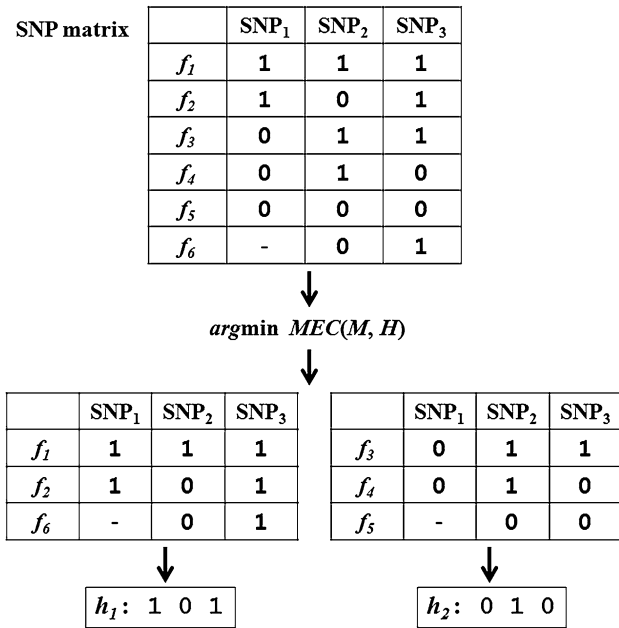 SNP matrix
SNP₁ SNP₂ SNP₃
f₁ 1 1 1
f₂ 1 0 1
f₃ 0 1 1
f₄ 0 1 0
f₅ 0 0 0
f₆ - 0 1
argmin MEC(M, H)
SNP₁ SNP₂ SNP₃
f₁ 1 1 1
f₂ 1 0 1
f₆ - 0 1
h₁: 1 0 1
SNP₁ SNP₂ SNP₃
f₃ 0 1 1
f₄ 0 1 0
f₅ - 0 0
h₂: 0 1 0